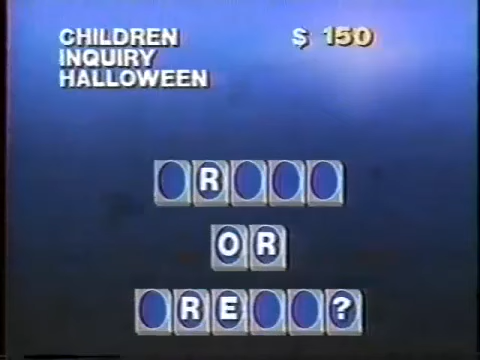 CHILDREN $ 150
INQUIRY
HALLOWEEN
R
OR
RE ?